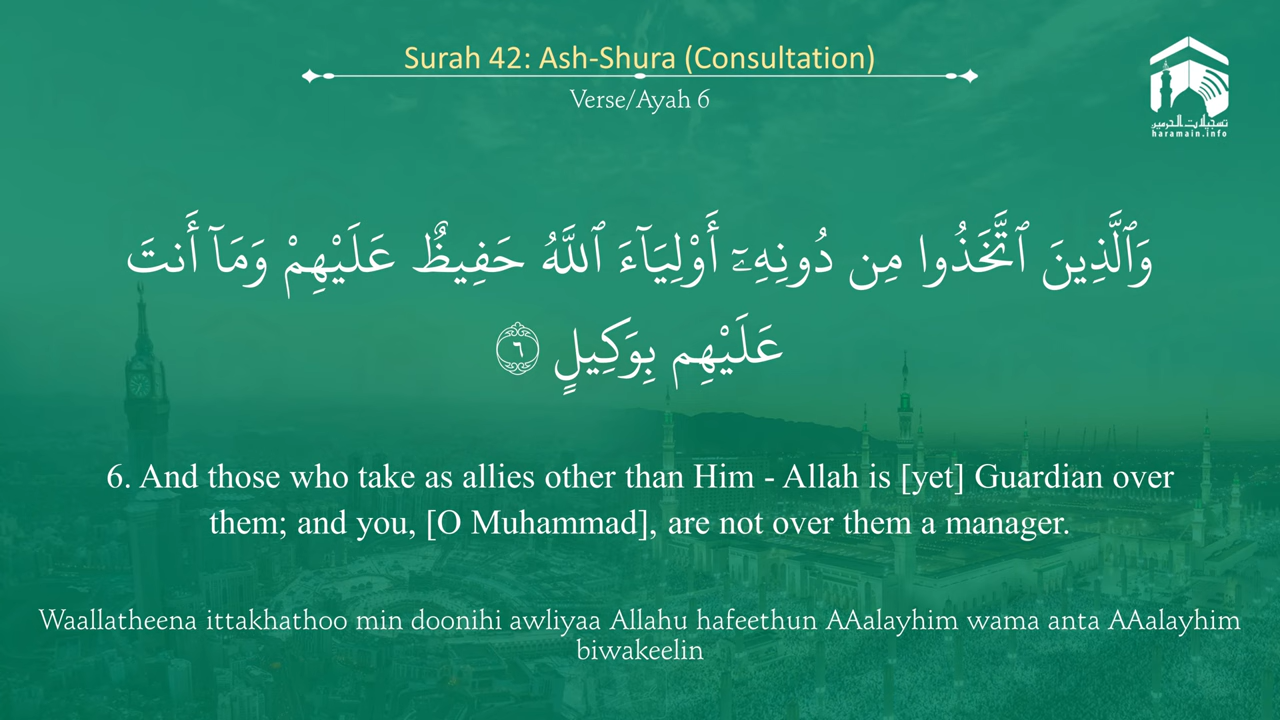 Surah 42: Ash-Shura (Consultation)
Verse/Ayah 6
تسجيلات الحرمين
haramain.info
وَٱلَّذِينَ ٱتَّخَذُوا مِن دُونِهِۦٓ أَوْلِيَآءَ ٱللَّهُ حَفِيظٌ عَلَيْهِمْ وَمَآ أَنتَ
عَلَيْهِم بِوَكِيلٍ ٦
6. And those who take as allies other than Him - Allah is [yet] Guardian over
them; and you, [O Muhammad], are not over them a manager.
Waallatheena ittakhathoo min doonihi awliyaa Allahu hafeethun AAalayhim wama anta AAalayhim
biwakeelin